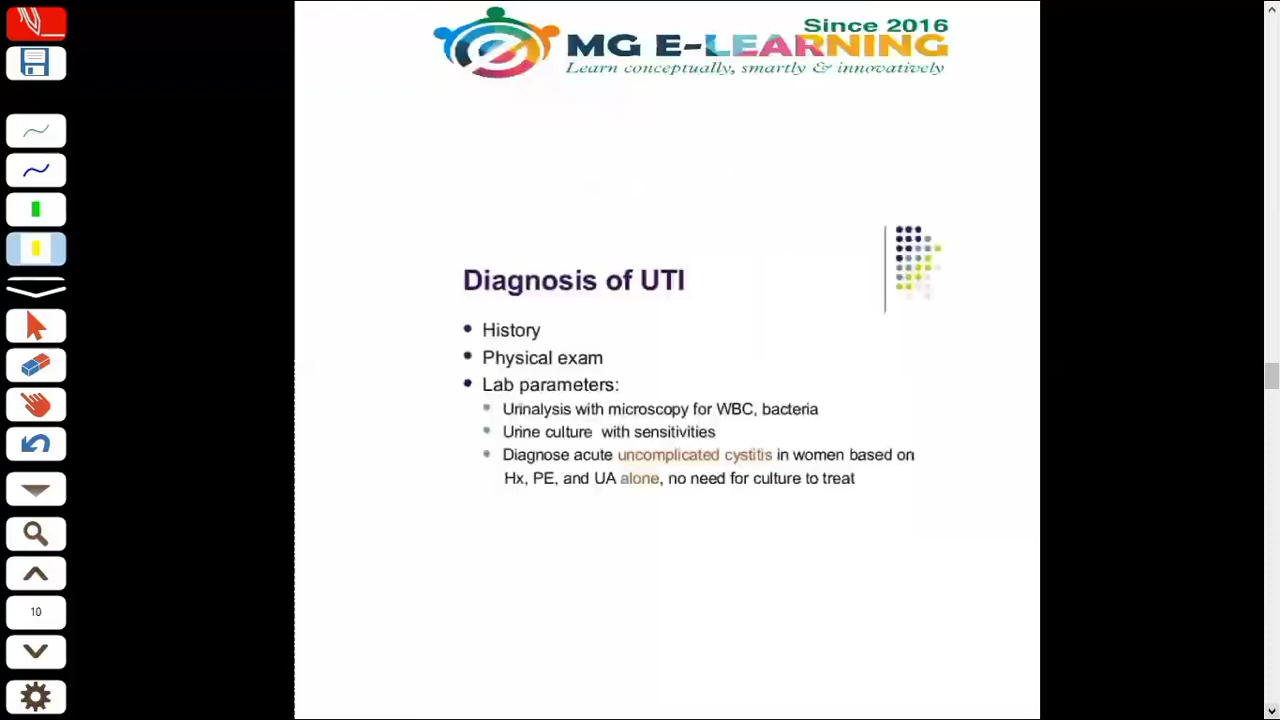 Since 2016
MG E-LEARNING
Learn conceptually, smartly & innovatively
Diagnosis of UTI
History
Physical exam
Lab parameters:
Urinalysis with microscopy for WBC, bacteria
Urine culture with sensitivities
Diagnose acute uncomplicated cystitis in women based on
Hx, PE, and UA alone, no need for culture to treat
10